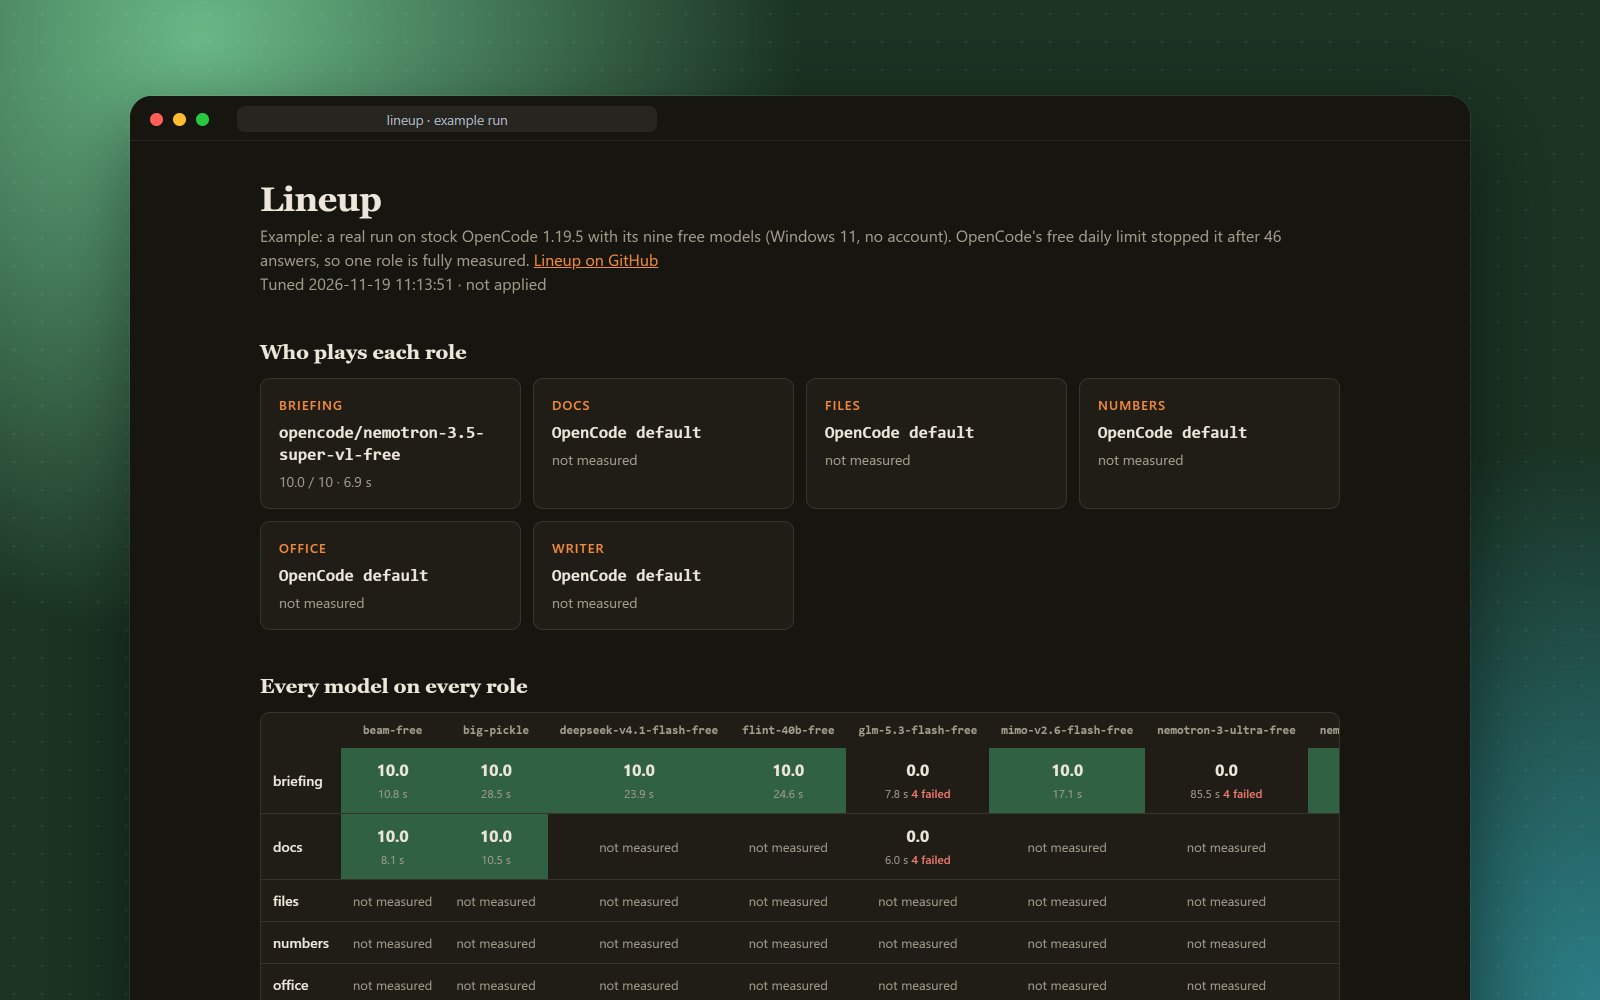 lineup · example run
Lineup
Example: a real run on stock OpenCode 1.19.5 with its nine free models (Windows 11, no account). OpenCode's free daily limit stopped it after 46
answers, so one role is fully measured. Lineup on GitHub
Tuned 2026-11-19 11:13:51 · not applied
Who plays each role
BRIEFING
opencode/nemotron-3.5-
super-vl-free
10.0 / 10 · 6.9 s
DOCS
OpenCode default
not measured
FILES
OpenCode default
not measured
NUMBERS
OpenCode default
not measured
OFFICE
OpenCode default
not measured
WRITER
OpenCode default
not measured
Every model on every role
beam-free big-pickle deepseek-v4.1-flash-free flint-40b-free glm-5.3-flash-free mimo-v2.6-flash-free nemotron-3-ultra-free nem
briefing 10.0 10.0 10.0 10.0 0.0 10.0 0.0
10.8 s 28.5 s 23.9 s 24.6 s 7.8 s 4 failed 17.1 s 85.5 s 4 failed
docs 10.0 10.0 not measured not measured 0.0 not measured not measured
8.1 s 10.5 s 6.0 s 4 failed
files not measured not measured not measured not measured not measured not measured not measured
numbers not measured not measured not measured not measured not measured not measured not measured
office not measured not measured not measured not measured not measured not measured not measured